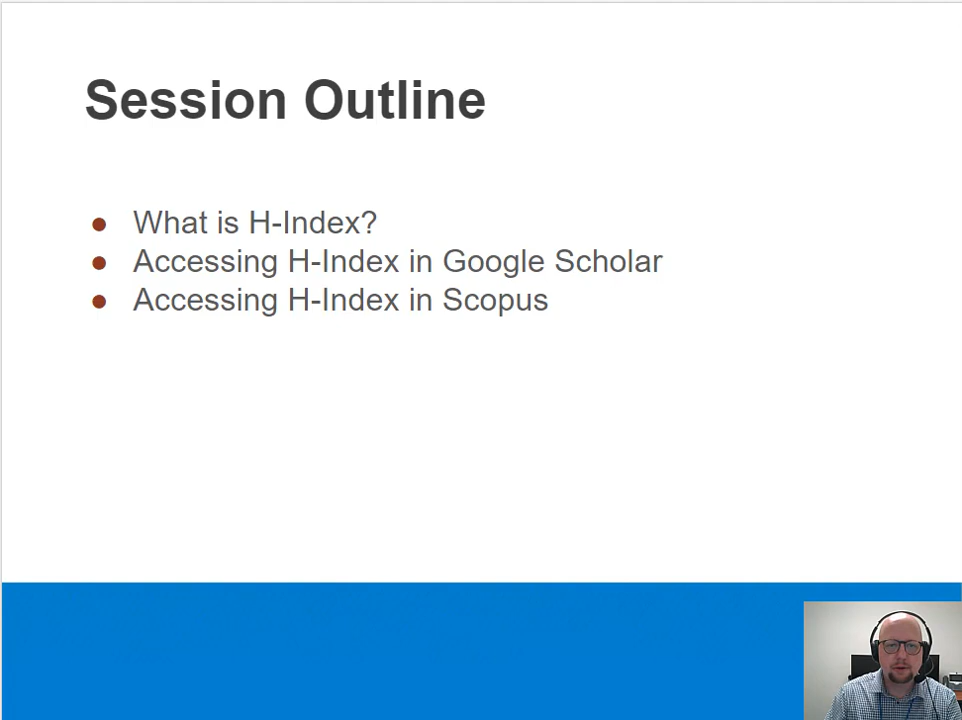 Session Outline
What is H-Index?
Accessing H-Index in Google Scholar
Accessing H-Index in Scopus